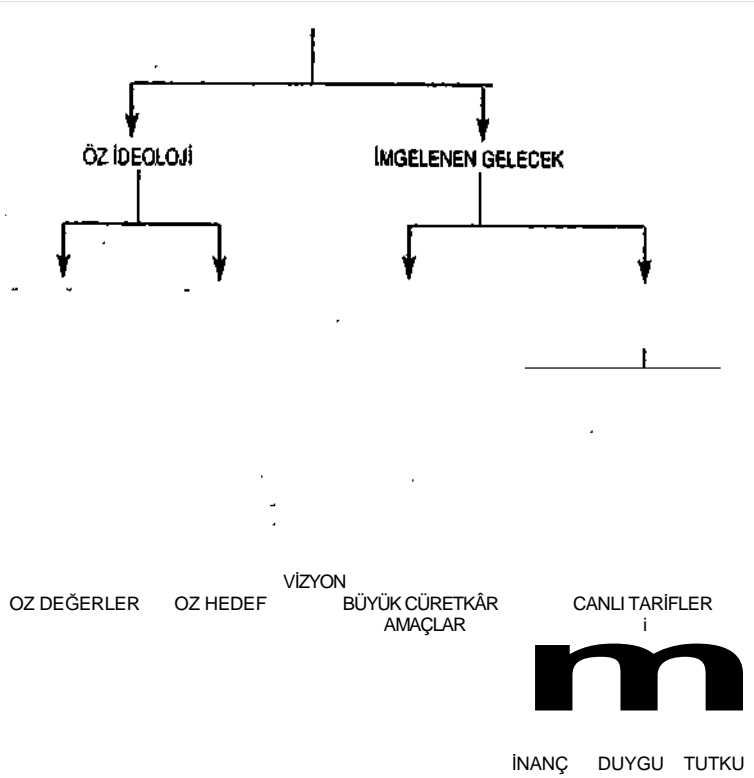 ÖZ İDEOLOJİ İMGELENEN GELECEK
VİZYON
OZ DEĞERLER OZ HEDEF BÜYÜK CÜRETKÂR CANLI TARİFLER
AMAÇLAR i
m
İNANÇ DUYGU TUTKU